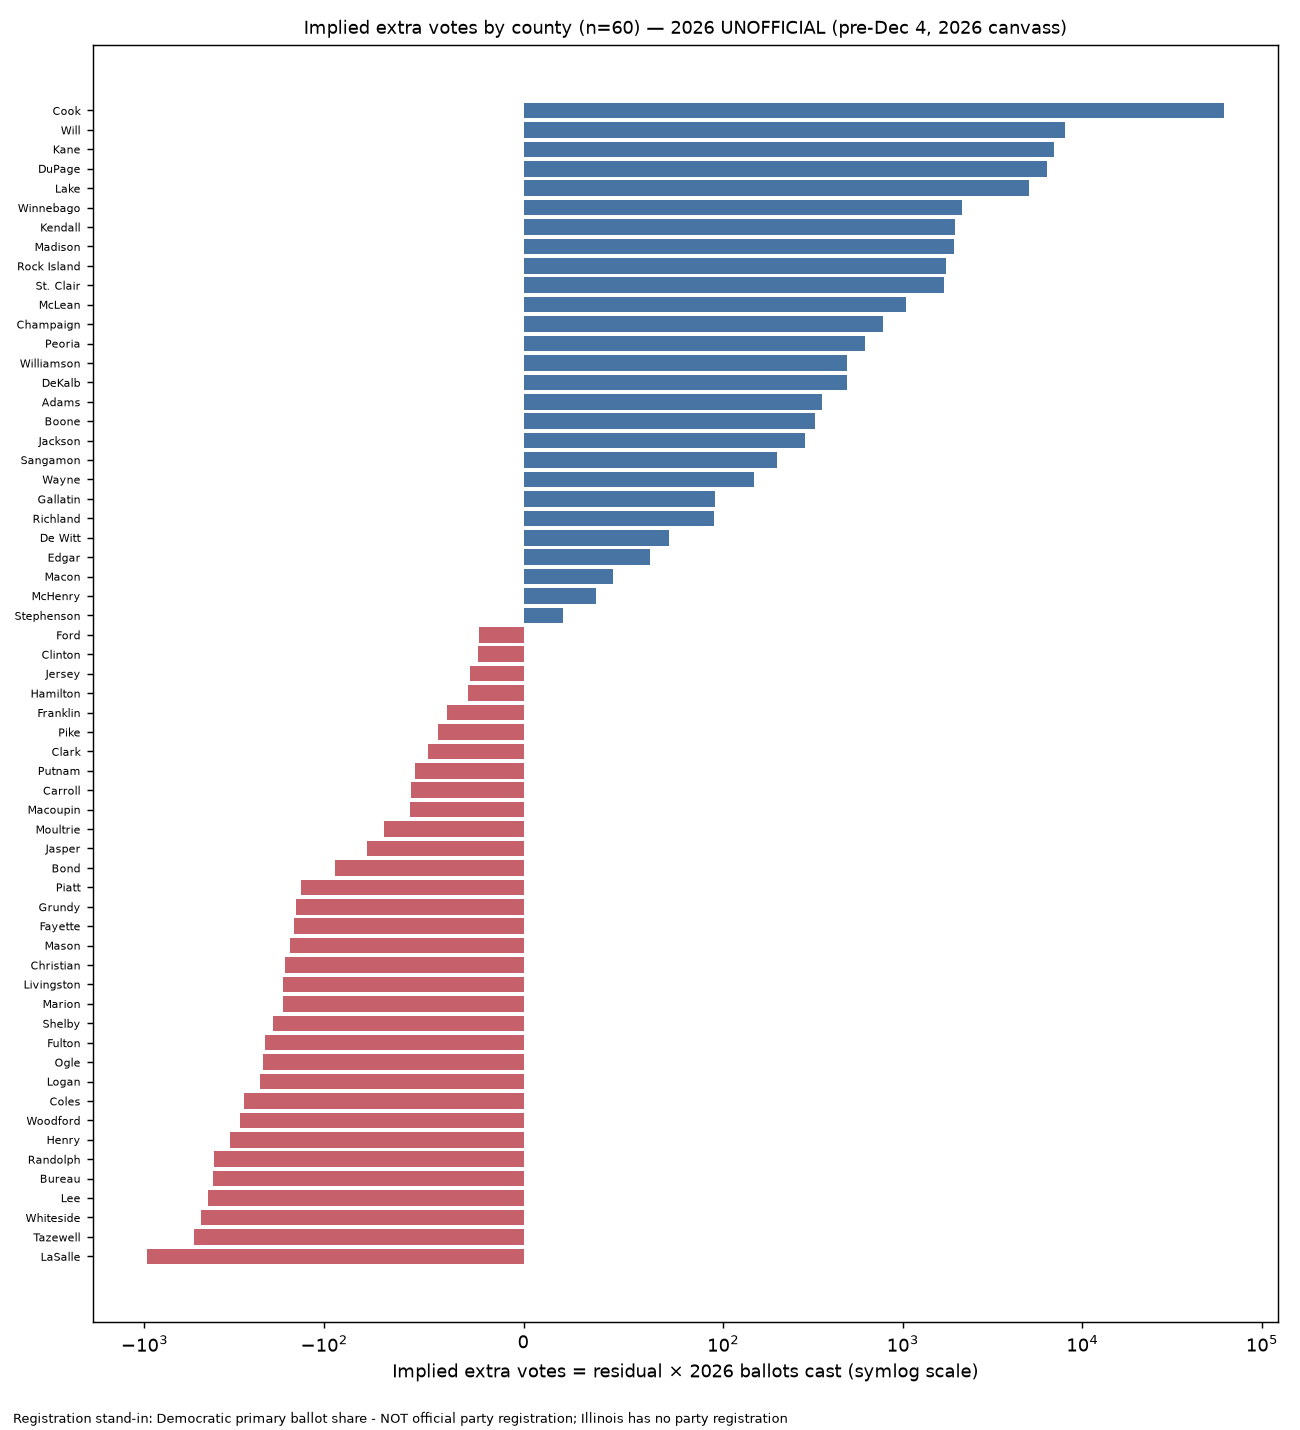 Implied extra votes by county (n=60) — 2026 UNOFFICIAL (pre-Dec 4, 2026 canvass)
Cook
Will
Kane
DuPage
Lake
Winnebago
Kendall
Madison
Rock Island
St. Clair
McLean
Champaign
Peoria
Williamson
DeKalb
Adams
Boone
Jackson
Sangamon
Wayne
Gallatin
Richland
De Witt
Edgar
Macon
McHenry
Stephenson
Ford
Clinton
Jersey
Hamilton
Franklin
Pike
Clark
Putnam
Carroll
Macoupin
Moultrie
Jasper
Bond
Piatt
Grundy
Fayette
Mason
Christian
Livingston
Marion
Shelby
Fulton
Ogle
Logan
Coles
Woodford
Henry
Randolph
Bureau
Lee
Whiteside
Tazewell
LaSalle
−10³ −10² 0 10² 10³ 10⁴ 10⁵
Implied extra votes = residual × 2026 ballots cast (symlog scale)
Registration stand-in: Democratic primary ballot share - NOT official party registration; Illinois has no party registration